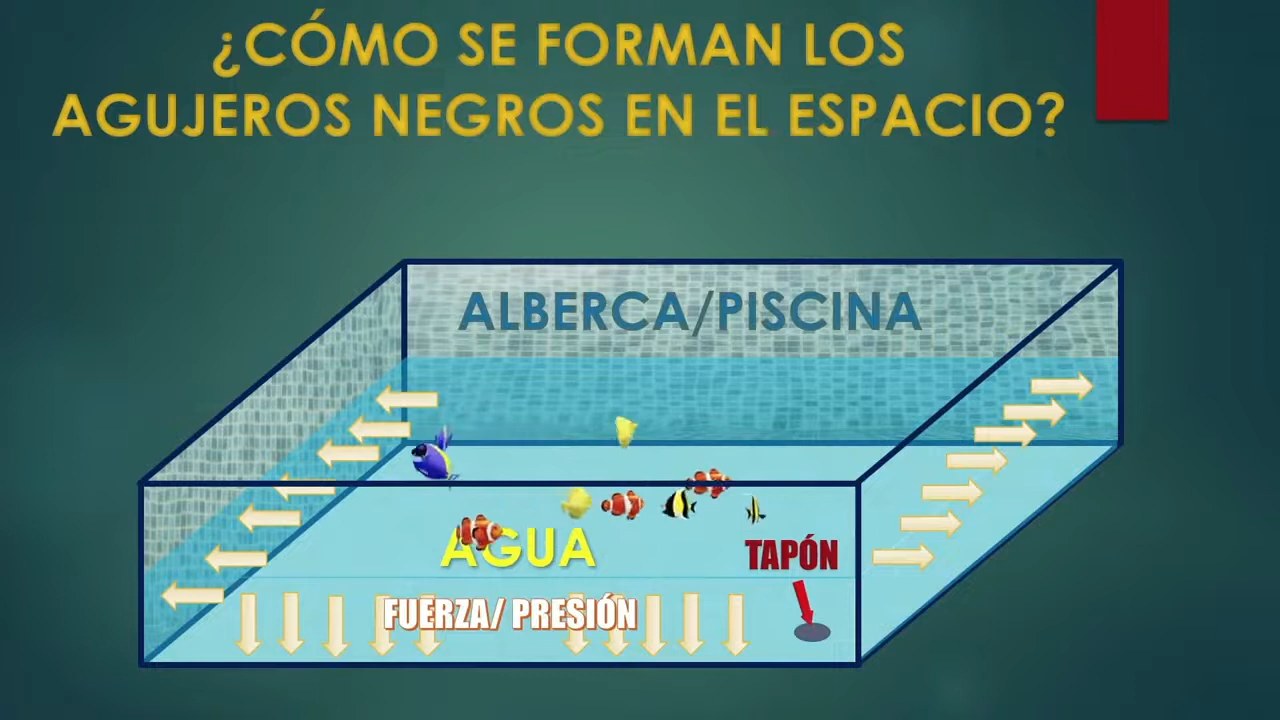 ¿CÓMO SE FORMAN LOS
AGUJEROS NEGROS EN EL ESPACIO?
ALBERCA/PISCINA
AGUA
TAPÓN
FUERZA/ PRESIÓN